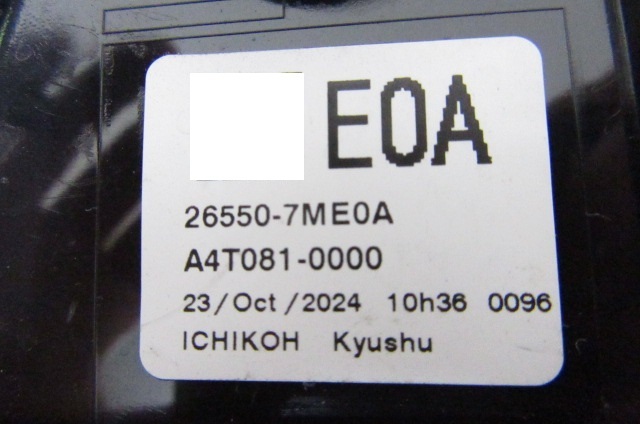 E0A
26550-7ME0A
A4T081-0000
23/Oct/2024 10h36 0096
ICHIKOH Kyushu